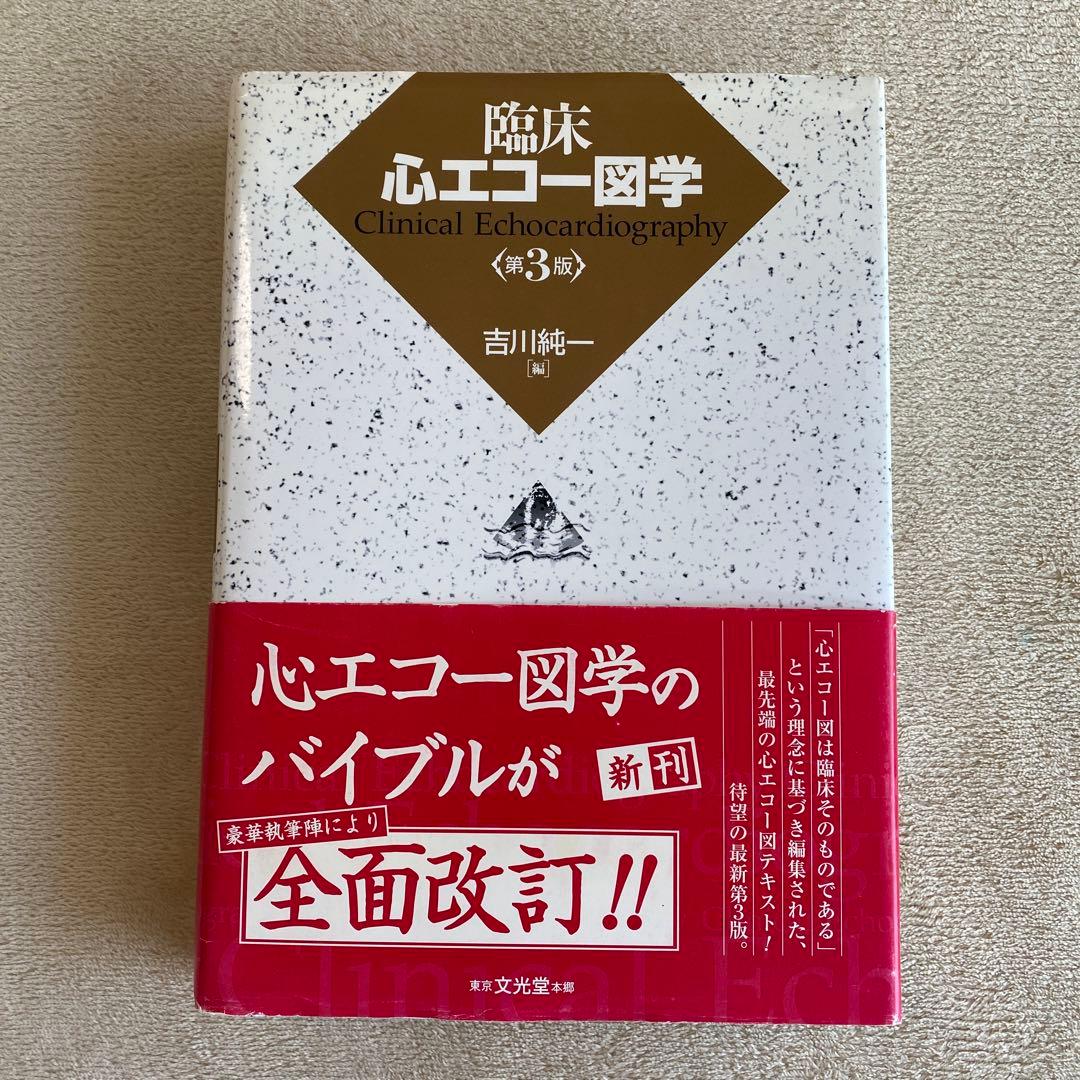 臨床
心エコー図学
Clinical Echocardiography
〈第3版〉
吉川純一
[編]
心エコー図学の
バイブルが
新刊
豪華執筆陣により
全面改訂!!
「心エコー図は臨床そのものである」
という理念に基づき編集された、
最先端の心エコー図テキスト!
待望の最新第3版。
東京 文光堂 本郷